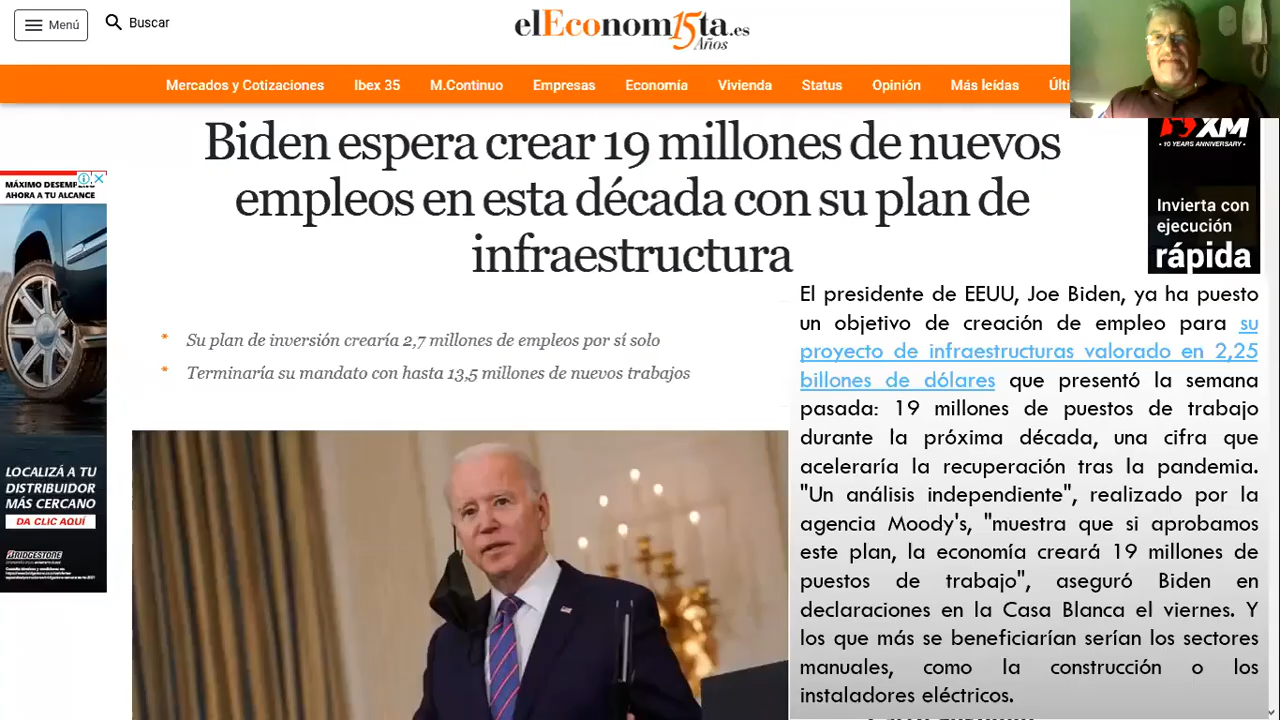 Menú
Buscar
elEconom15ta.es
Años
Mercados y Cotizaciones Ibex 35 M.Continuo Empresas Economía Vivienda Status Opinión Más leídas Últi
Biden espera crear 19 millones de nuevos
empleos en esta década con su plan de
infraestructura
MÁXIMO DESEMP
AHORA A TU ALCANCE
XM
10 YEARS ANNIVERSARY
Invierta con
ejecución
rápida
* Su plan de inversión crearía 2,7 millones de empleos por sí solo
* Terminaría su mandato con hasta 13,5 millones de nuevos trabajos
El presidente de EEUU, Joe Biden, ya ha puesto
un objetivo de creación de empleo para su
proyecto de infraestructuras valorado en 2,25
billones de dólares que presentó la semana
pasada: 19 millones de puestos de trabajo
durante la próxima década, una cifra que
aceleraría la recuperación tras la pandemia.
"Un análisis independiente", realizado por la
agencia Moody's, "muestra que si aprobamos
este plan, la economía creará 19 millones de
puestos de trabajo", aseguró Biden en
declaraciones en la Casa Blanca el viernes. Y
los que más se beneficiarían serían los sectores
manuales, como la construcción o los
instaladores eléctricos.
LOCALIZÁ A TU
DISTRIBUIDOR
MÁS CERCANO
DA CLIC AQUÍ
BRIDGESTONE